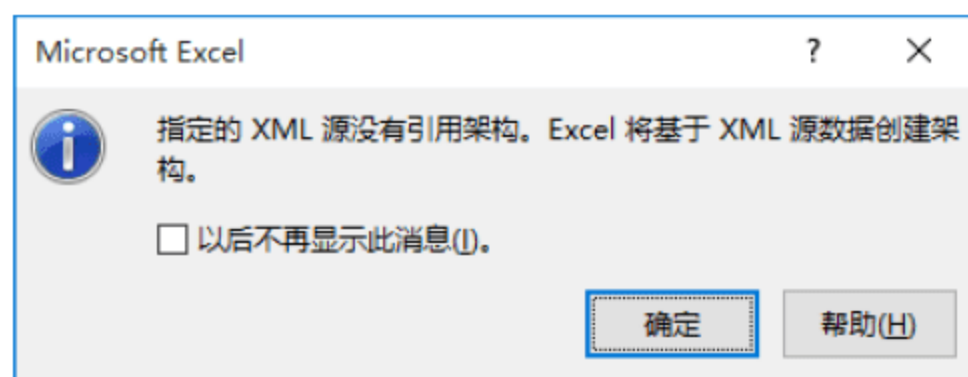 Microsoft Excel
指定的 XML 源没有引用架构。Excel 将基于 XML 源数据创建架
构。
以后不再显示此消息(I)。
确定 帮助(H)